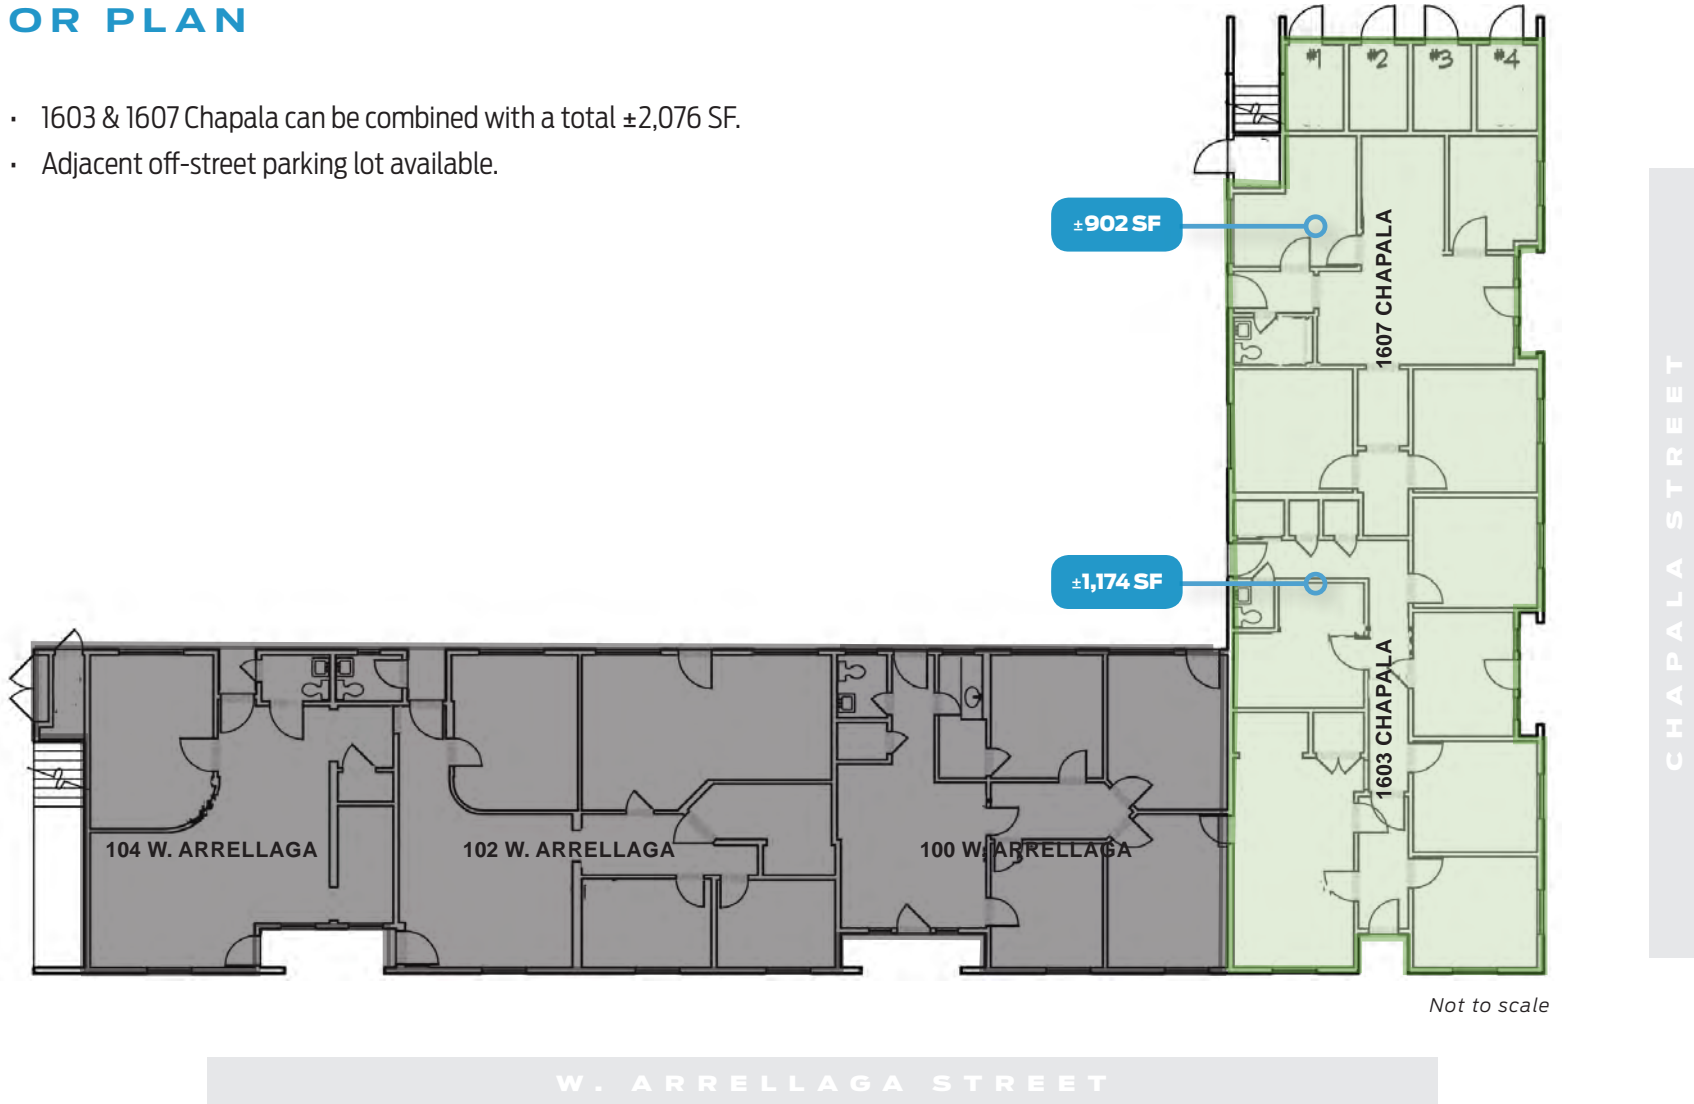 OR PLAN
· 1603 & 1607 Chapala can be combined with a total ±2,076 SF.
· Adjacent off-street parking lot available.
#1 #2 #3 #4
±902 SF
1607 CHAPALA
±1,174 SF
1603 CHAPALA
104 W. ARRELLAGA
102 W. ARRELLAGA
100 W. ARRELLAGA
CHAPALA STREET
Not to scale
W. ARRELLAGA STREET